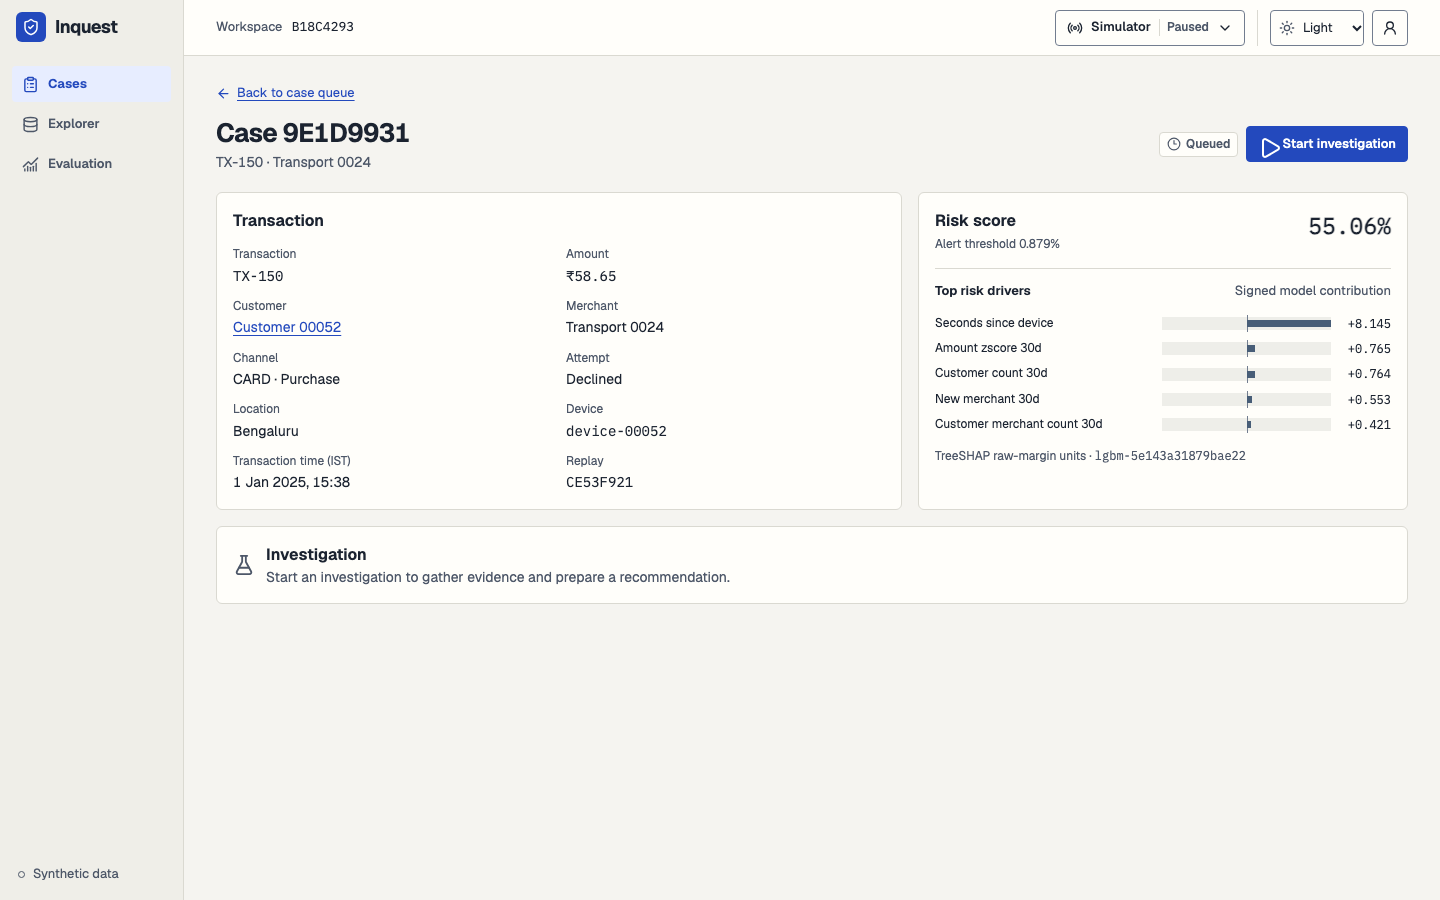 Inquest
Workspace B18C4293
Simulator Paused
Light
Cases
Explorer
Evaluation
Back to case queue
Case 9E1D9931
TX-150 · Transport 0024
Queued
Start investigation
Transaction
Transaction
TX-150
Amount
₹58.65
Customer
Customer 00052
Merchant
Transport 0024
Channel
CARD · Purchase
Attempt
Declined
Location
Bengaluru
Device
device-00052
Transaction time (IST)
1 Jan 2025, 15:38
Replay
CE53F921
Risk score
55.06%
Alert threshold 0.879%
Top risk drivers Signed model contribution
Seconds since device +8.145
Amount zscore 30d +0.765
Customer count 30d +0.764
New merchant 30d +0.553
Customer merchant count 30d +0.421
TreeSHAP raw-margin units · lgbm-5e143a31879bae22
Investigation
Start an investigation to gather evidence and prepare a recommendation.
Synthetic data